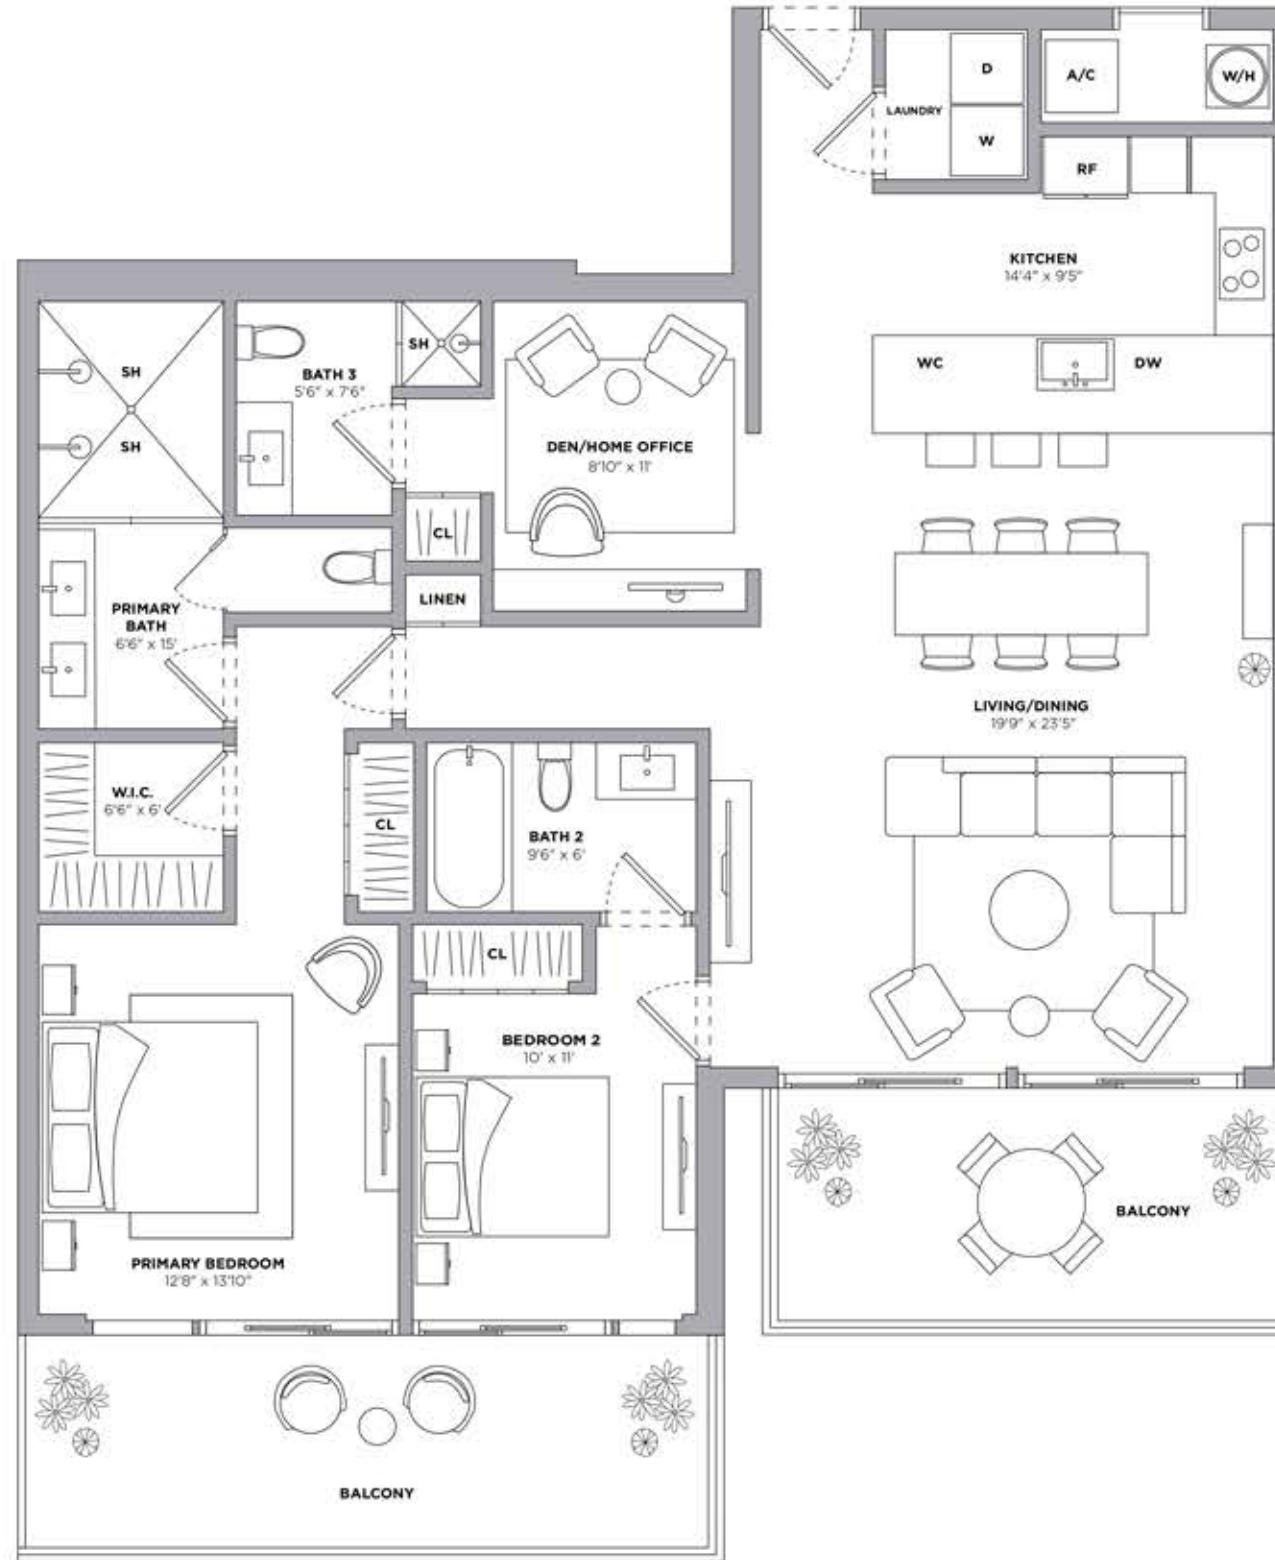 D
A/C
W/H
LAUNDRY
W
RF
KITCHEN
14'4" x 9'5"
SH
SH
BATH 3
5'6" x 7'6"
WC
DW
SH
DEN/HOME OFFICE
8'10" x 11'
CL
LINEN
PRIMARY
BATH
6'6" x 15'
LIVING/DINING
19'9" x 23'5"
W.I.C.
6'6" x 6'
CL
BATH 2
9'6" x 6'
CL
BEDROOM 2
10' x 11'
BALCONY
PRIMARY BEDROOM
12'8" x 13'10"
BALCONY